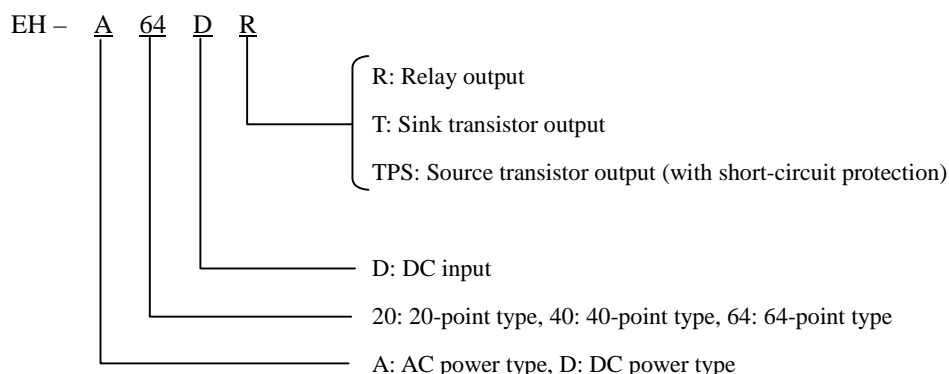 EH – A 64 D R
R: Relay output
T: Sink transistor output
TPS: Source transistor output (with short-circuit protection)
D: DC input
20: 20-point type, 40: 40-point type, 64: 64-point type
A: AC power type, D: DC power type